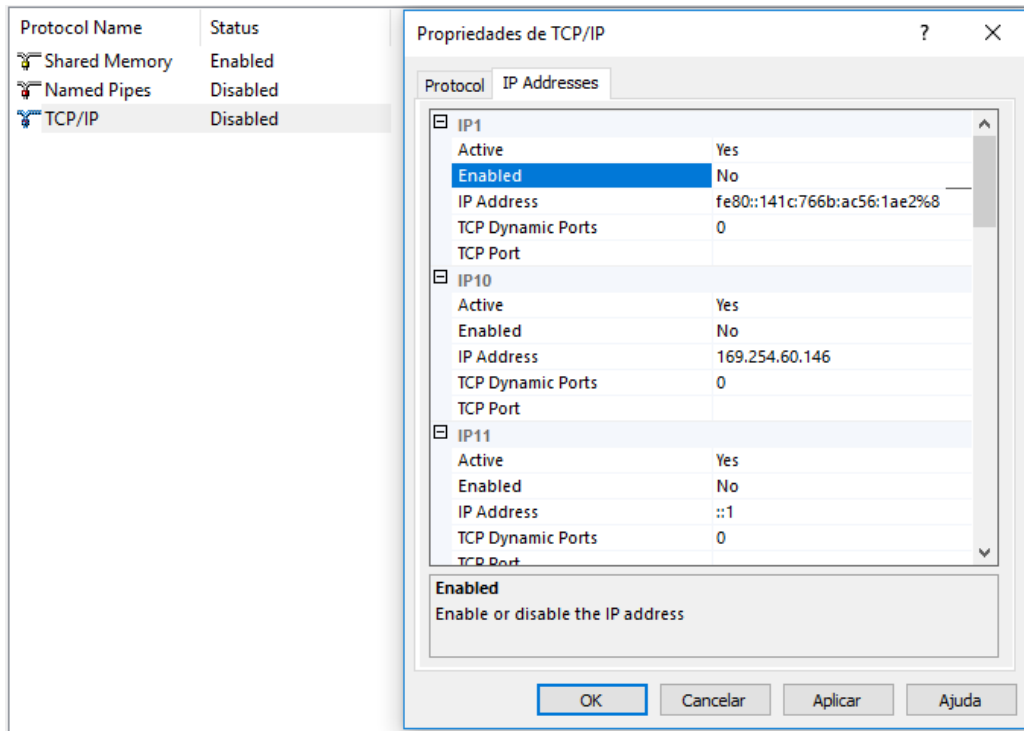 Protocol Name Status
Shared Memory Enabled
Named Pipes Disabled
TCP/IP Disabled
Propriedades de TCP/IP ?
Protocol IP Addresses
IP1
Active Yes
Enabled No
IP Address fe80::141c:766b:ac56:1ae2%8
TCP Dynamic Ports 0
TCP Port
IP10
Active Yes
Enabled No
IP Address 169.254.60.146
TCP Dynamic Ports 0
TCP Port
IP11
Active Yes
Enabled No
IP Address ::1
TCP Dynamic Ports 0
TCP Port
Enabled
Enable or disable the IP address
OK Cancelar Aplicar Ajuda